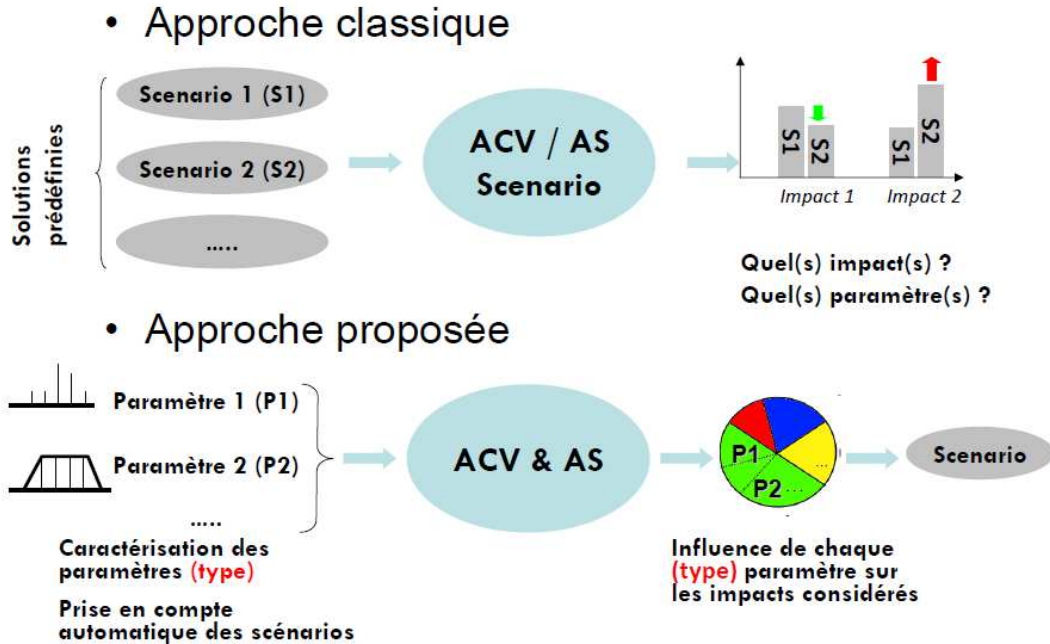 • Approche classique
Solutions
prédéfinies
Scenario 1 (S1)
Scenario 2 (S2)
.....
ACV / AS
Scenario
S1
S2
S1
S2
Impact 1
Impact 2
Quel(s) impact(s) ?
Quel(s) paramètre(s) ?
• Approche proposée
Paramètre 1 (P1)
Paramètre 2 (P2)
.....
Caractérisation des
paramètres (type)
Prise en compte
automatique des scénarios
ACV & AS
P1
P2 ...
...
Influence de chaque
(type) paramètre sur
les impacts considérés
Scenario